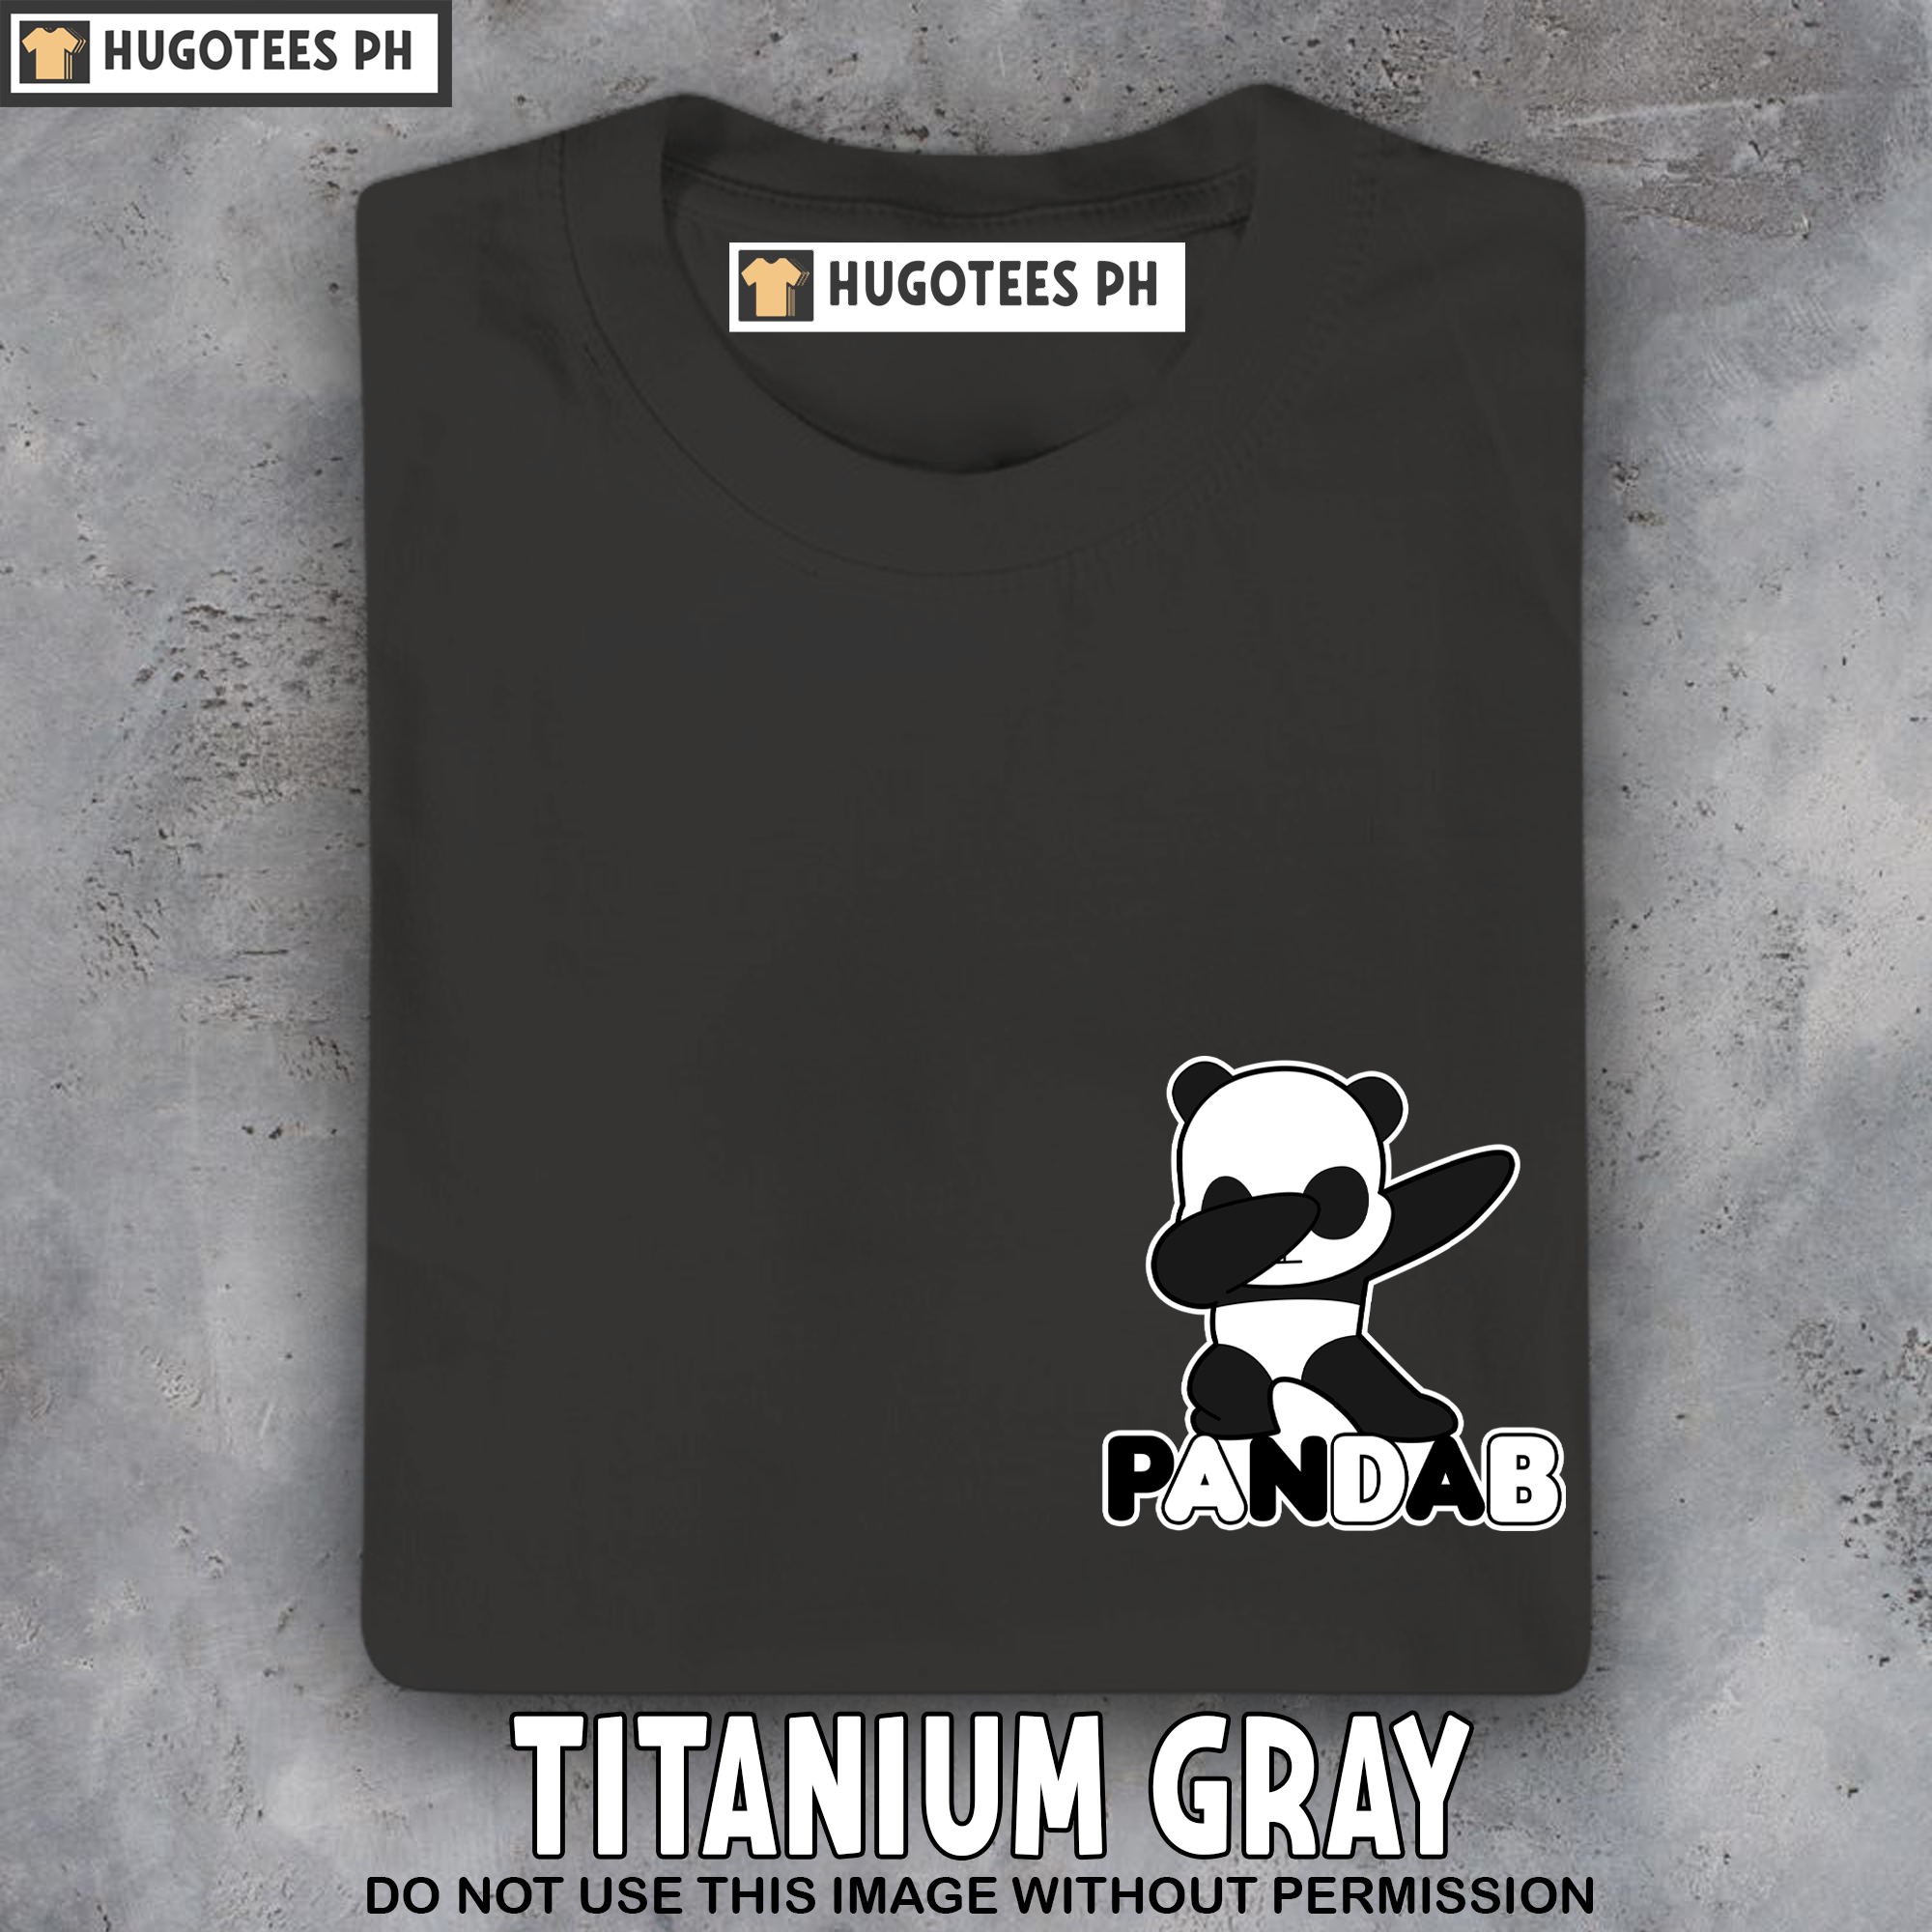 HUGOTEES PH
HUGOTEES PH
PANDAB
TITANIUM GRAY
DO NOT USE THIS IMAGE WITHOUT PERMISSION